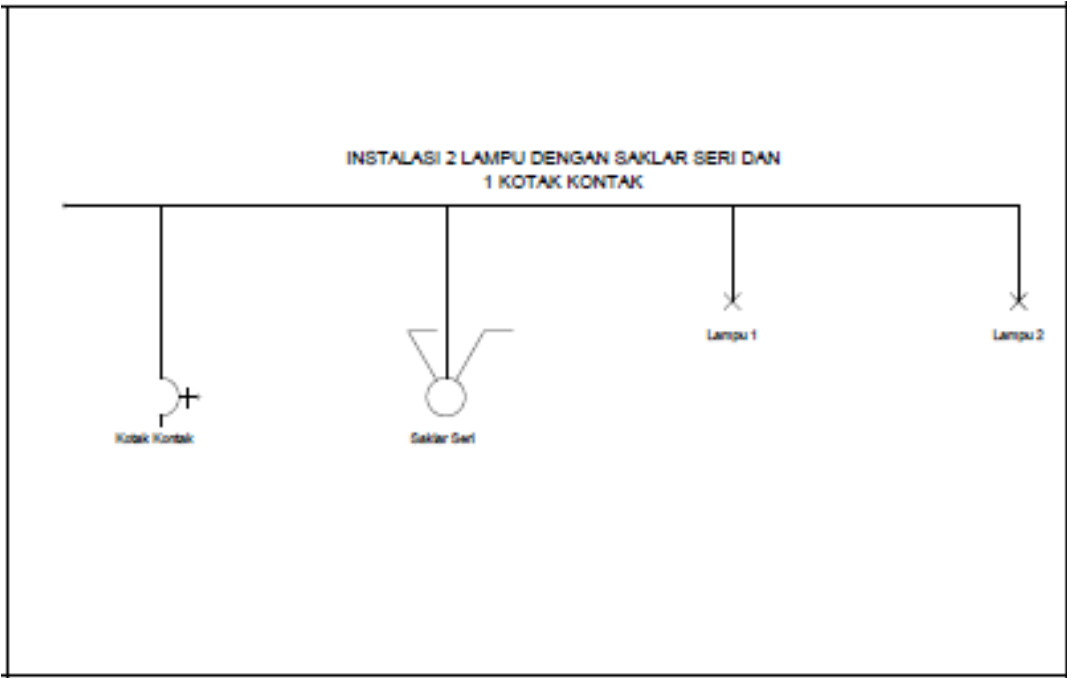 INSTALASI 2 LAMPU DENGAN SAKLAR SERI DAN
1 KOTAK KONTAK
Lampu 1
Lampu 2
Kotak Kontak
Saklar Seri